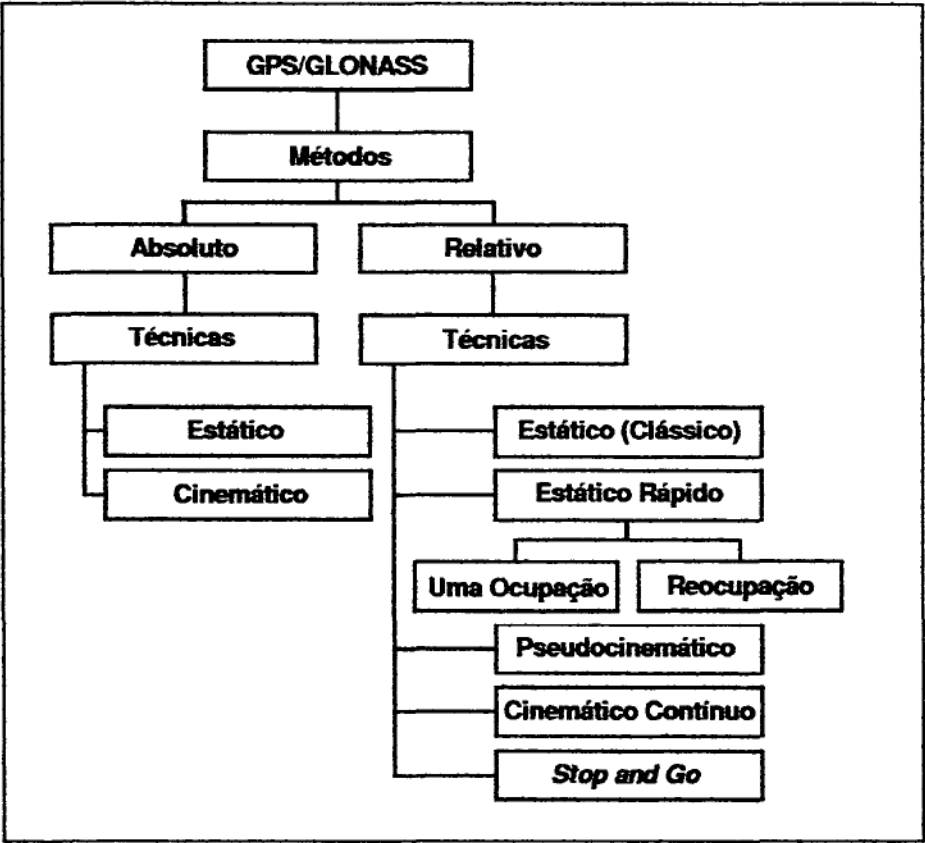 GPS/GLONASS
Métodos
Absoluto
Relativo
Técnicas
Técnicas
Estático
Cinemático
Estático (Clássico)
Estático Rápido
Uma Ocupação
Reocupação
Pseudocinemático
Cinemático Contínuo
Stop and Go